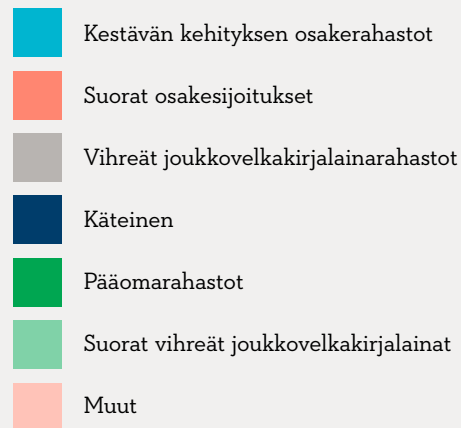 Kestävän kehityksen osakerahastot
Suorat osakesijoitukset
Vihreät joukkovelkakirjalainarahastot
Käteinen
Pääomarahastot
Suorat vihreät joukkovelkakirjalainat
Muut